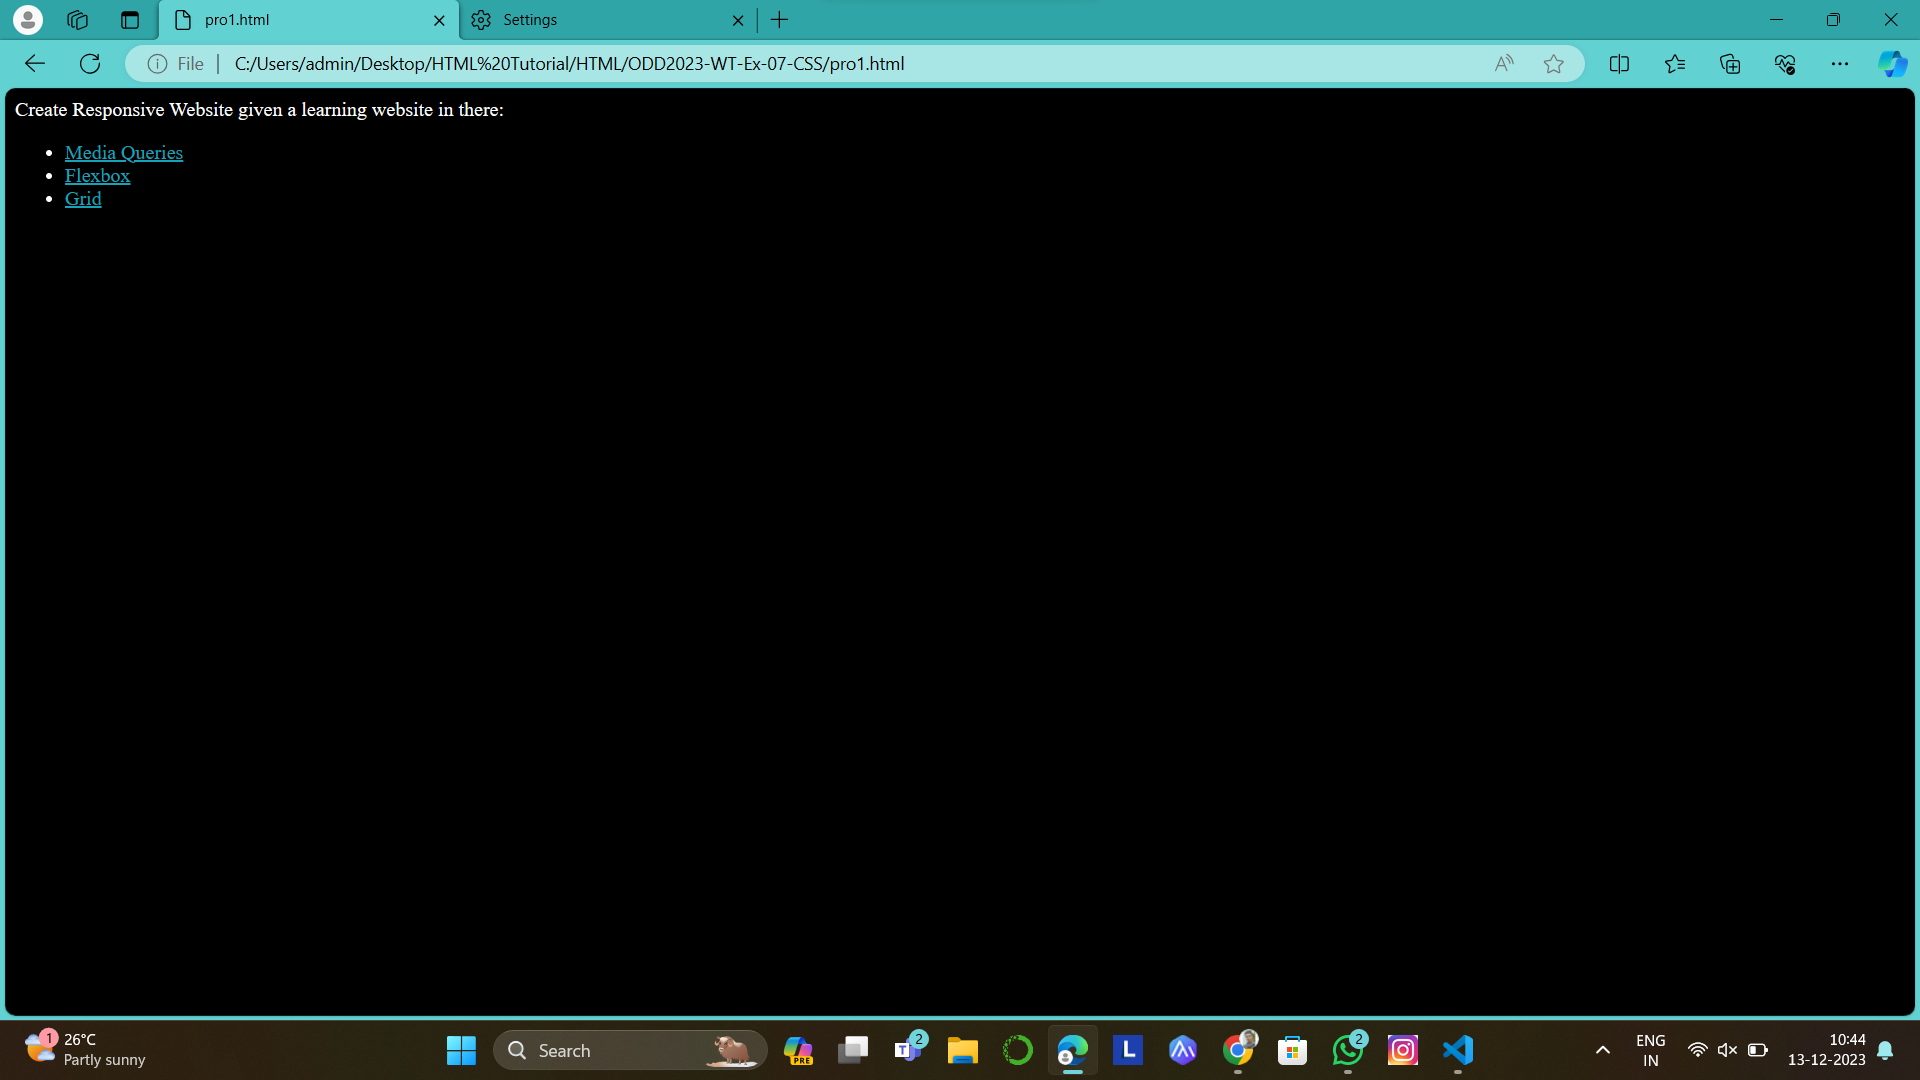 pro1.html
Settings
File
C:/Users/admin/Desktop/HTML%20Tutorial/HTML/ODD2023-WT-Ex-07-CSS/pro1.html
Create Responsive Website given a learning website in there:
Media Queries
Flexbox
Grid
1
26°C
Partly sunny
Search
PRE
T
2
L
2
ENG
IN
10:44
13-12-2023